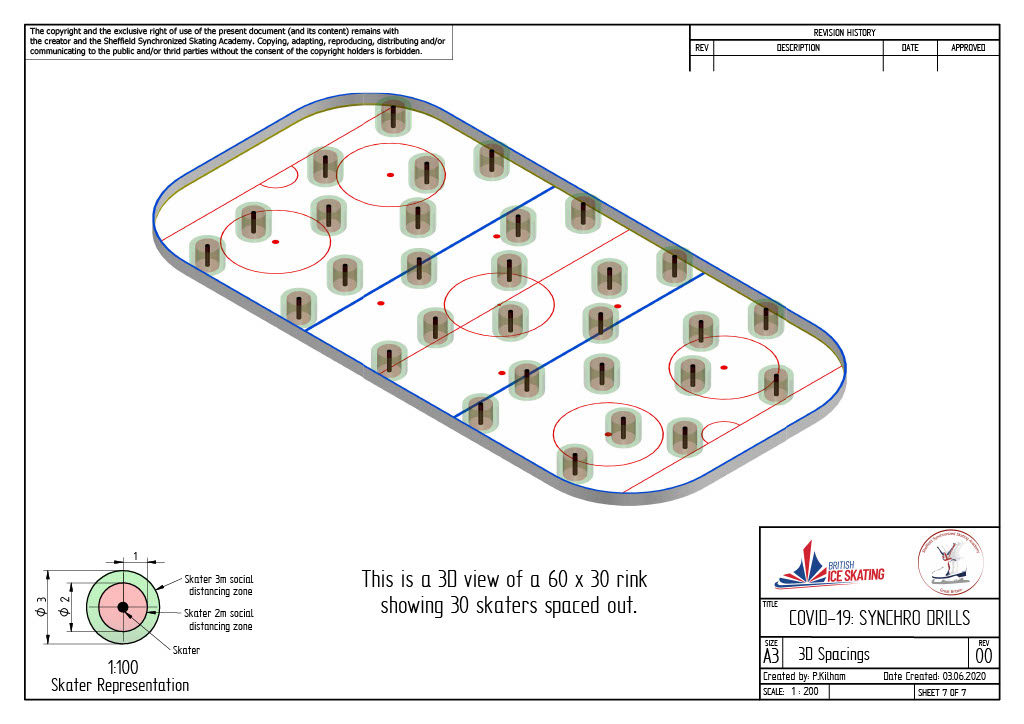 The copyright and the exclusive right of use of the present document (and its content) remains with
the creator and the Sheffield Synchronized Skating Academy. Copying, adapting, reproducing, distributing and/or
communicating to the public and/or thrid parties without the consent of the copyright holders is forbidden.
REVISION HISTORY
REV DESCRIPTION DATE APPROVED
1
Skater 3m social
distancing zone
Ø 3
Ø 2
Skater 2m social
distancing zone
Skater
1:100
Skater Representation
This is a 3D view of a 60 x 30 rink
showing 30 skaters spaced out.
BRITISH
ICE SKATING
Sheffield Synchronized Skating Academy
Great Britain
TITLE
COVID-19: SYNCHRO DRILLS
SIZE
A3
3D Spacings
REV
00
Created by: P.Kilham Date Created: 03.06.2020
SCALE: 1 : 200 SHEET 7 OF 7